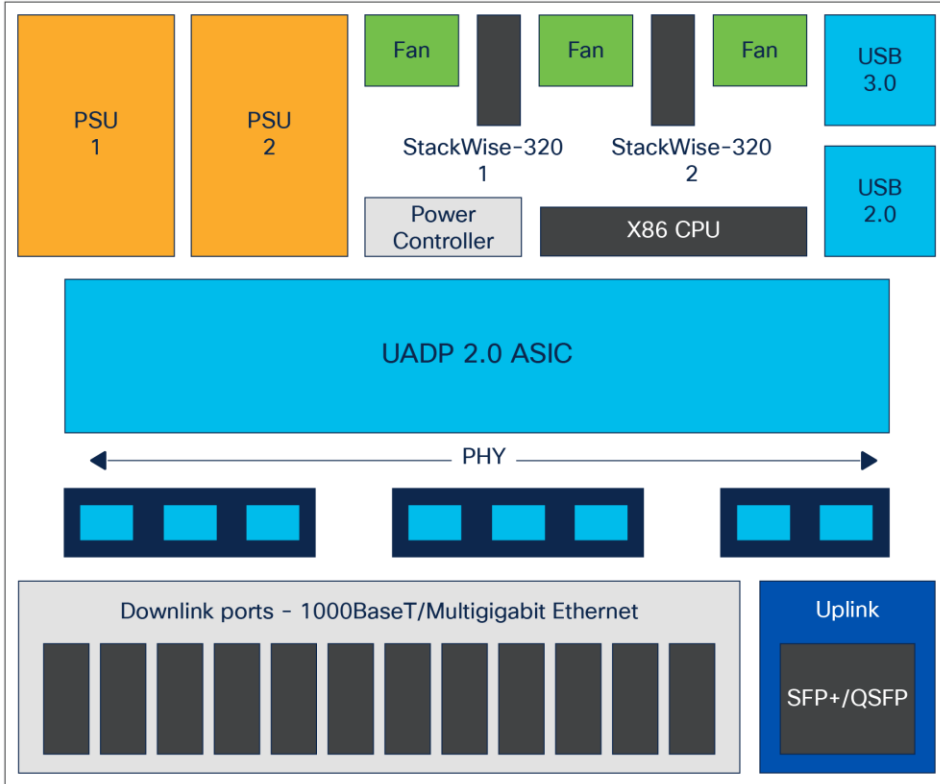 PSU
1
PSU
2
Fan
Fan
Fan
USB
3.0
StackWise-320
1
StackWise-320
2
USB
2.0
Power
Controller
X86 CPU
UADP 2.0 ASIC
PHY
Downlink ports - 1000BaseT/Multigigabit Ethernet
Uplink
SFP+/QSFP